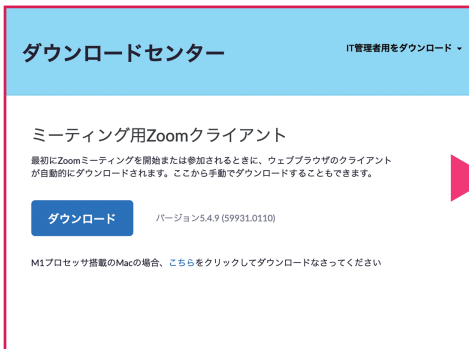 ダウンロードセンター
IT管理者用をダウンロード
ミーティング用Zoomクライアント
最初にZoomミーティングを開始または参加されるときに、ウェブブラウザのクライアント
が自動的にダウンロードされます。ここから手動でダウンロードすることもできます。
ダウンロード
バージョン5.4.9 (59931.0110)
M1プロセッサ搭載のMacの場合、こちらをクリックしてダウンロードなさってください